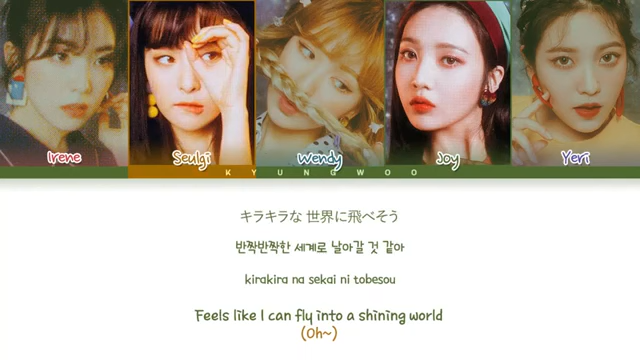 Irene
Seulgi
Wendy
Joy
Yeri
KYUNGWOO
キラキラな 世界に飛べそう
반짝반짝한 세계로 날아갈 것 같아
kirakira na sekai ni tobesou
Feels like I can fly into a shining world
(Oh~)